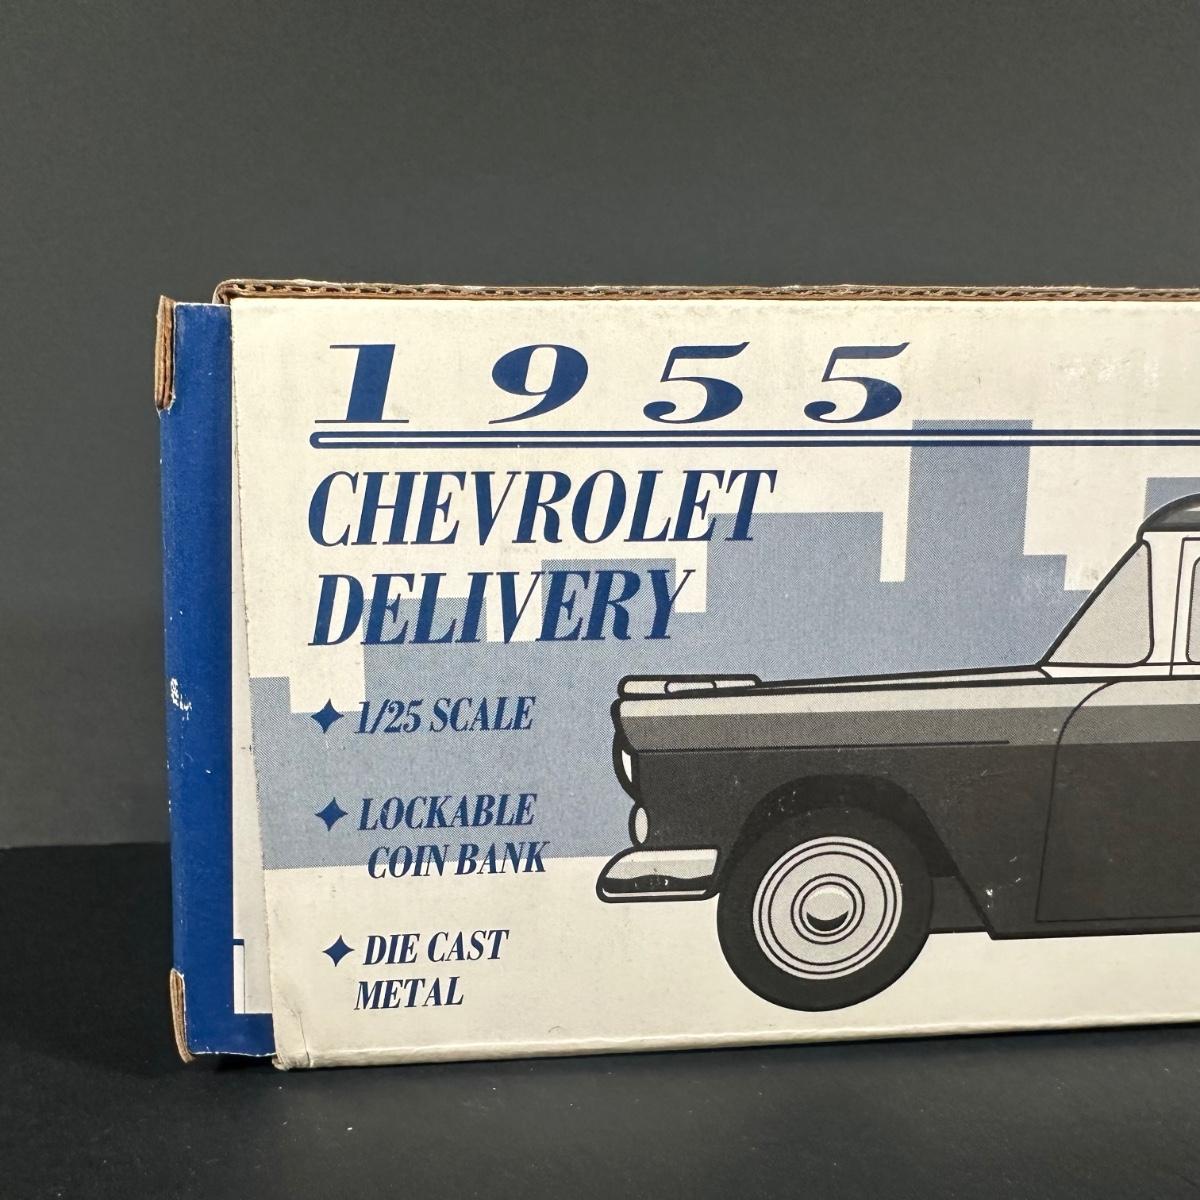 1955
CHEVROLET
DELIVERY
1/25 SCALE
LOCKABLE
COIN BANK
DIE CAST
METAL